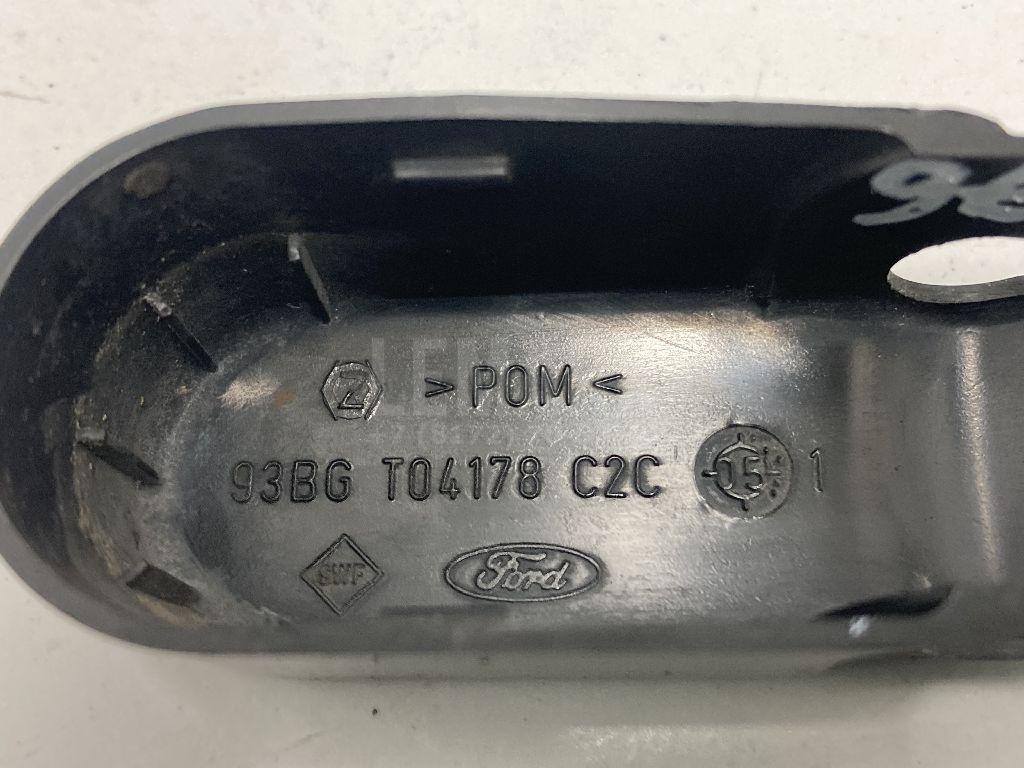 Z >POM<
93BG T04178 C2C 15 1
SWF Ford